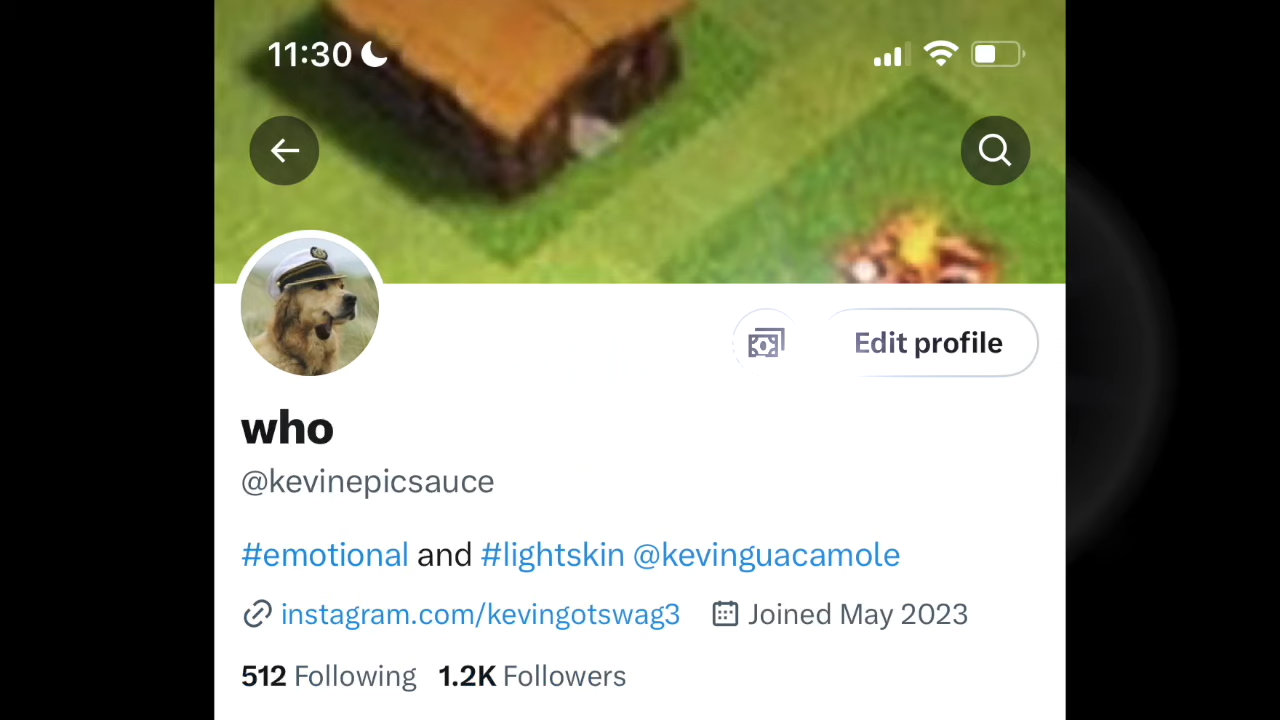 11:30
Edit profile
who
@kevinepicsauce
#emotional and #lightskin @kevinguacamole
instagram.com/kevingotswag3 Joined May 2023
512 Following 1.2K Followers